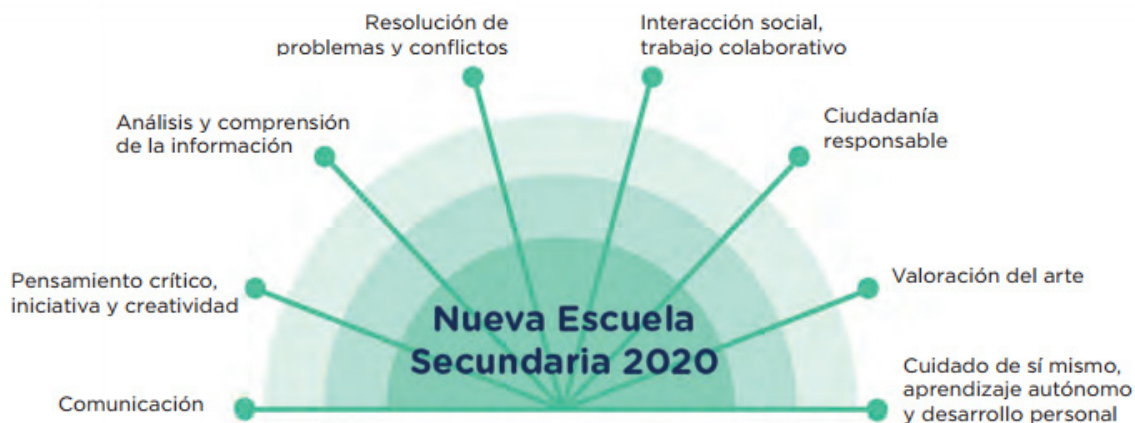 Resolución de
problemas y conflictos
Interacción social,
trabajo colaborativo
Análisis y comprensión
de la información
Ciudadanía
responsable
Pensamiento crítico,
iniciativa y creatividad
Valoración del arte
Nueva Escuela
Secundaria 2020
Comunicación
Cuidado de sí mismo,
aprendizaje autónomo
y desarrollo personal